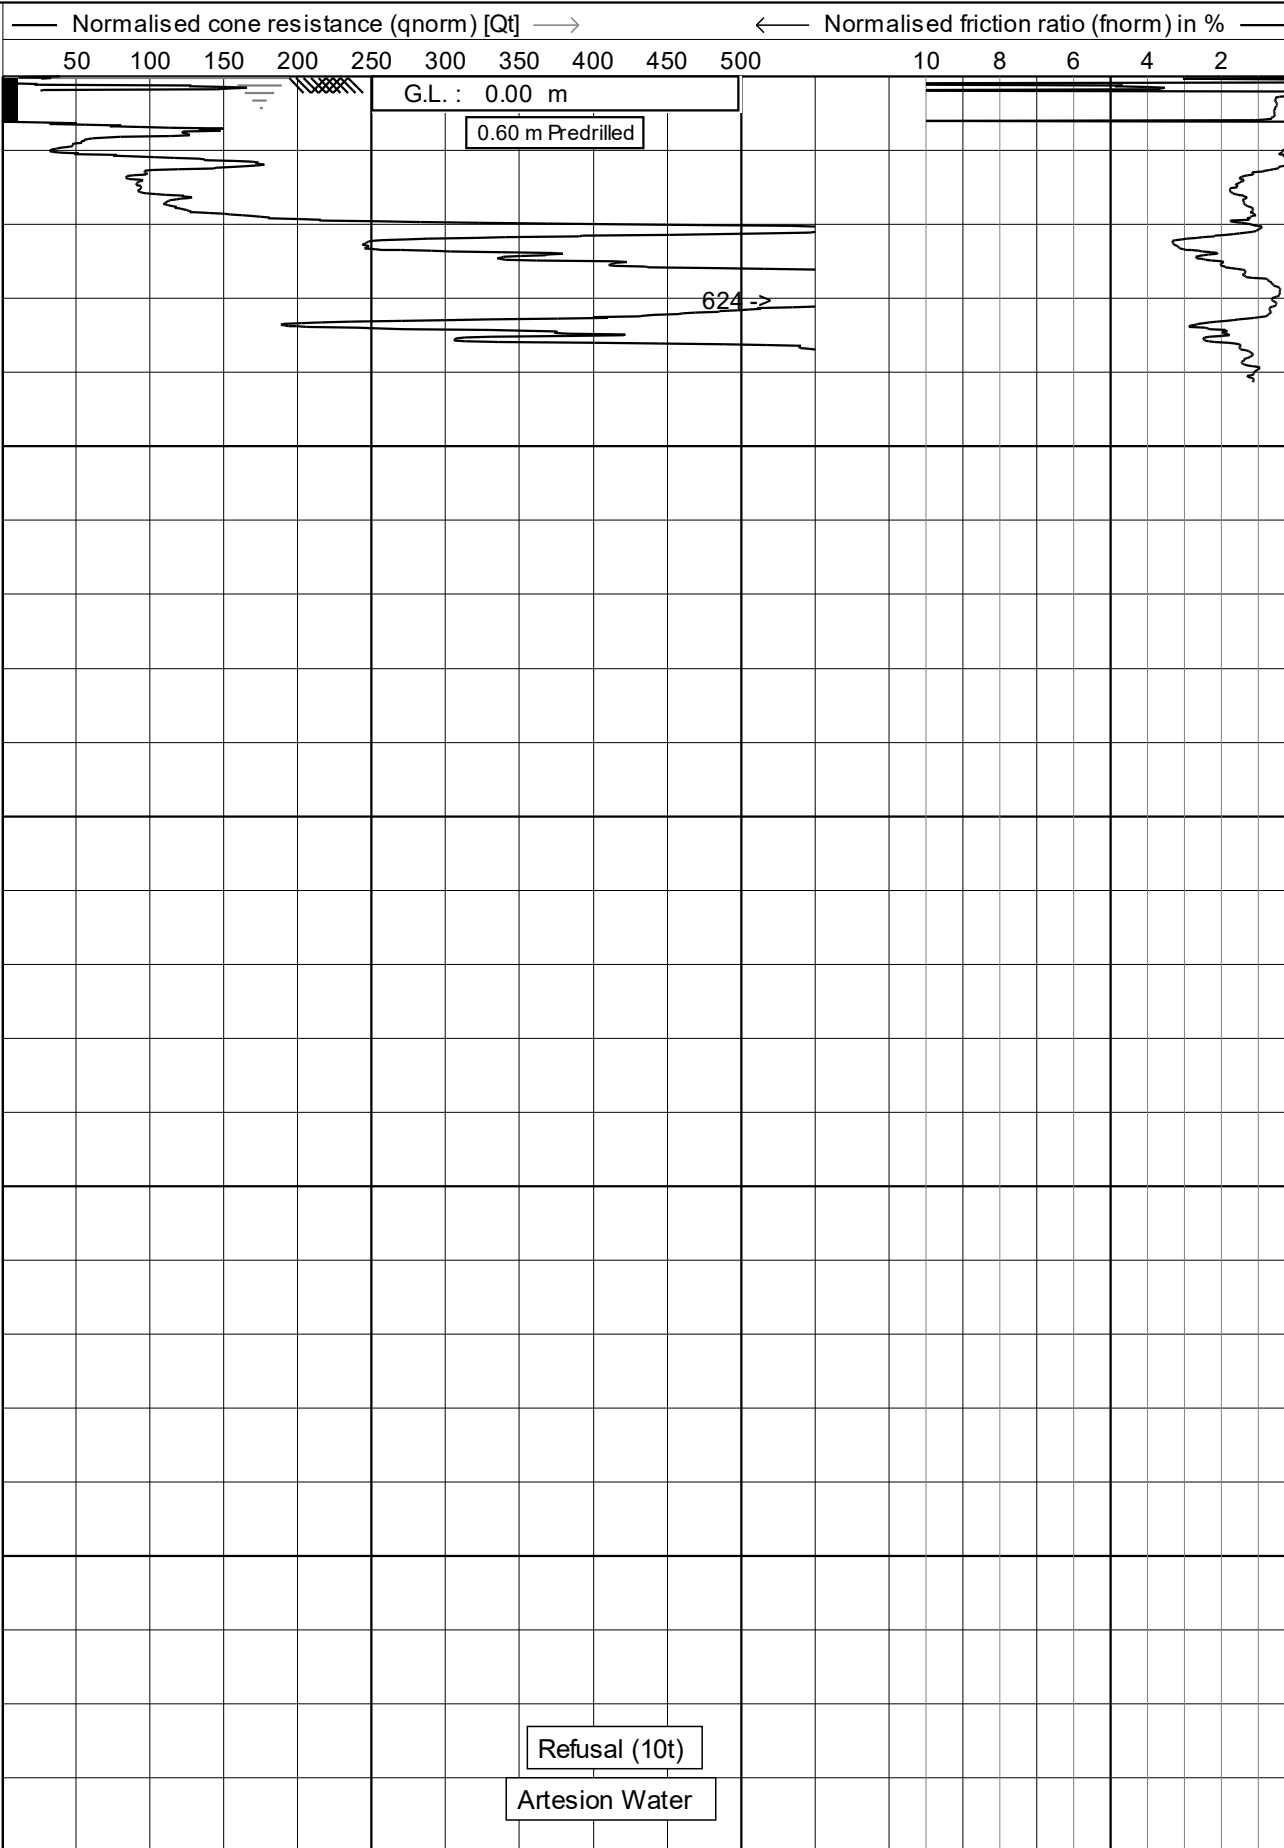 Normalised cone resistance (qnorm) [Qt]
Normalised friction ratio (fnorm) in %
50 100 150 200 250 300 350 400 450 500
10 8 6 4 2
G.L. : 0.00 m
0.60 m Predrilled
624 ->
Refusal (10t)
Artesion Water